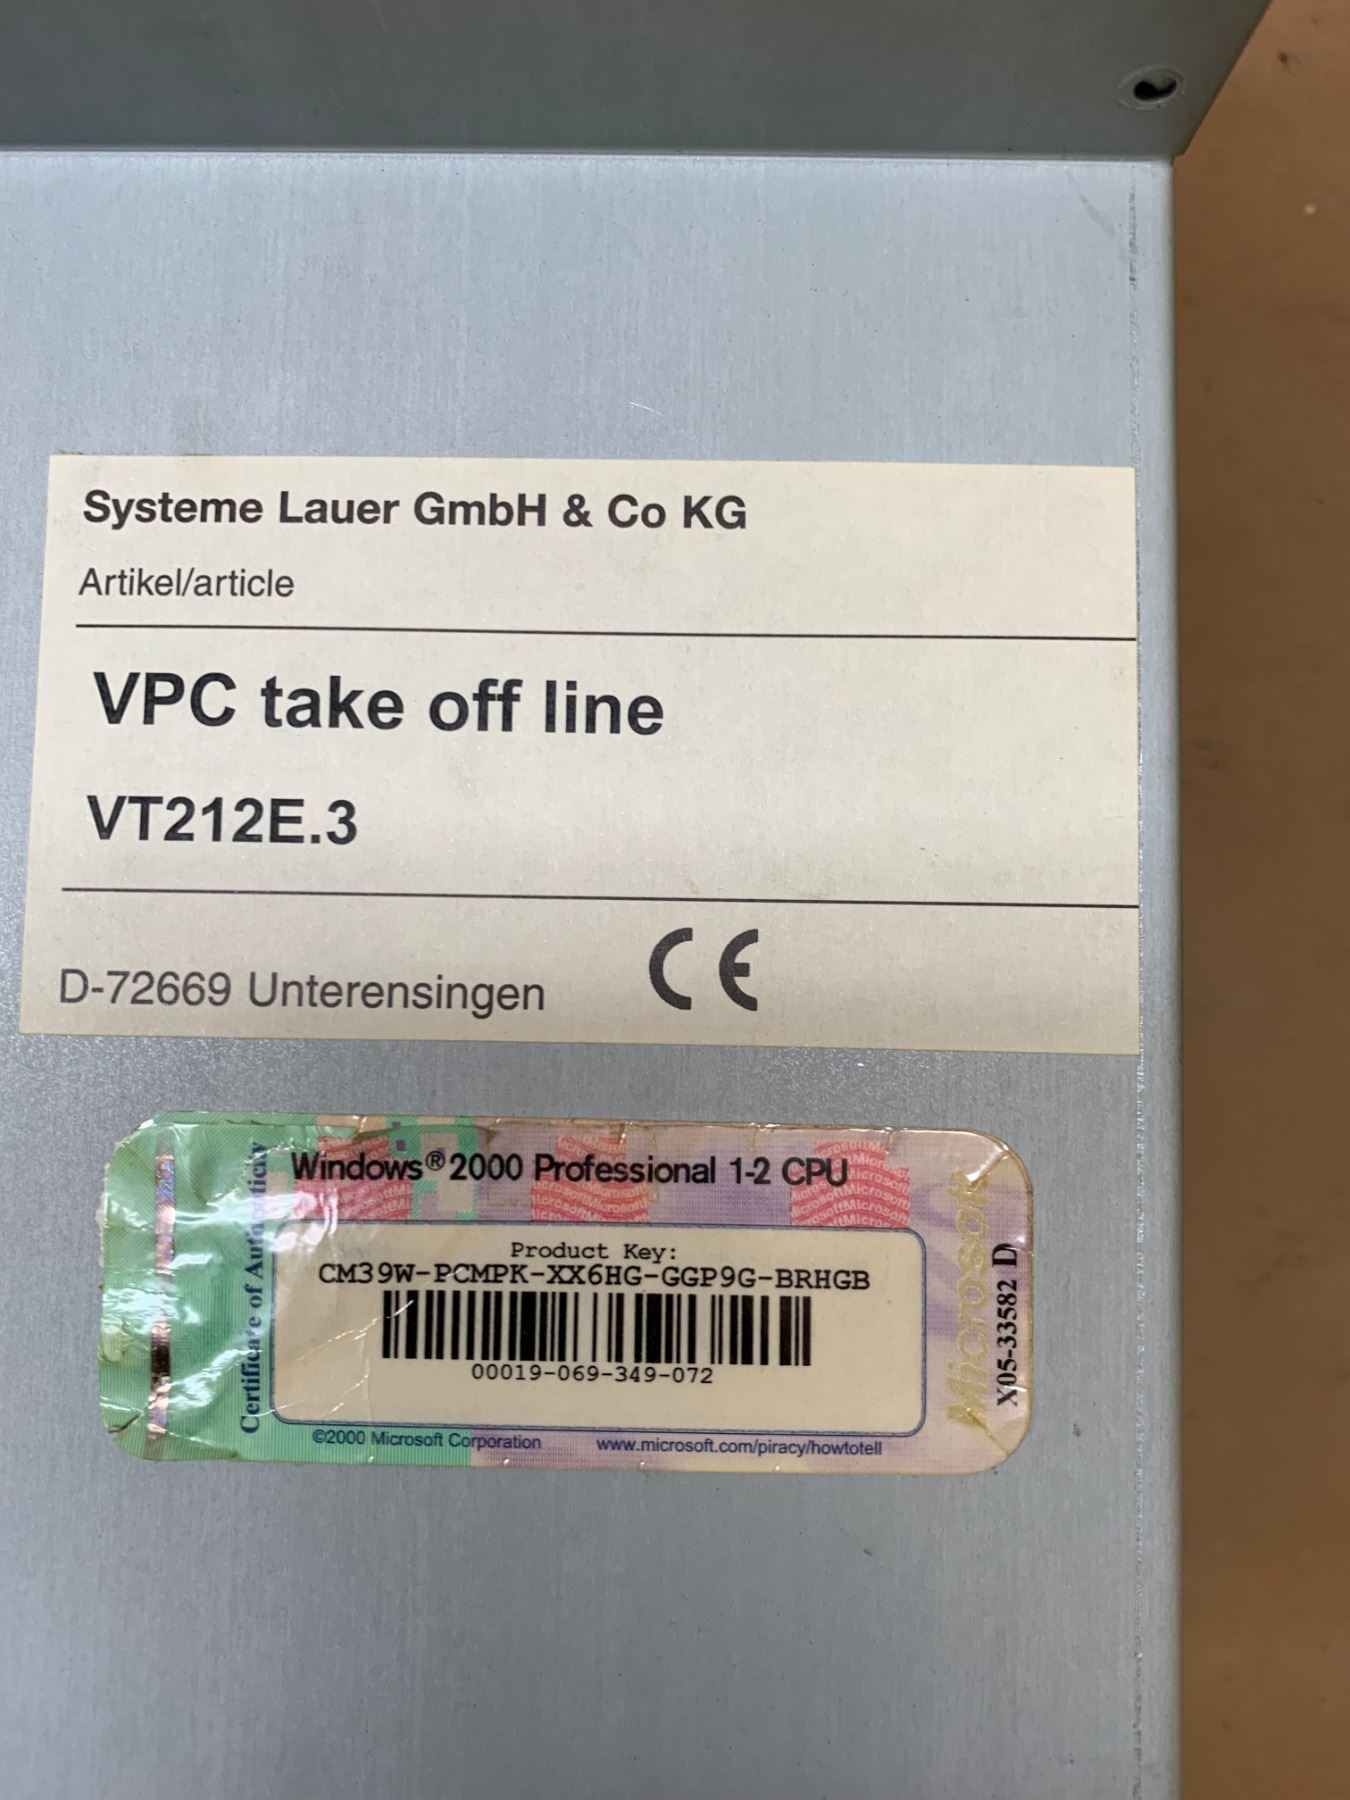 Systeme Lauer GmbH & Co KG
Artikel/article
VPC take off line
VT212E.3
D-72669 Unterensingen
CE
Windows® 2000 Professional 1-2 CPU
Certificate of Authenticity
Product Key:
CM39W-PCMPK-XX6HG-GGP9G-BRHGB
00019-069-349-072
©2000 Microsoft Corporation
www.microsoft.com/piracy/howtotell
Microsoft
X05-33582 D